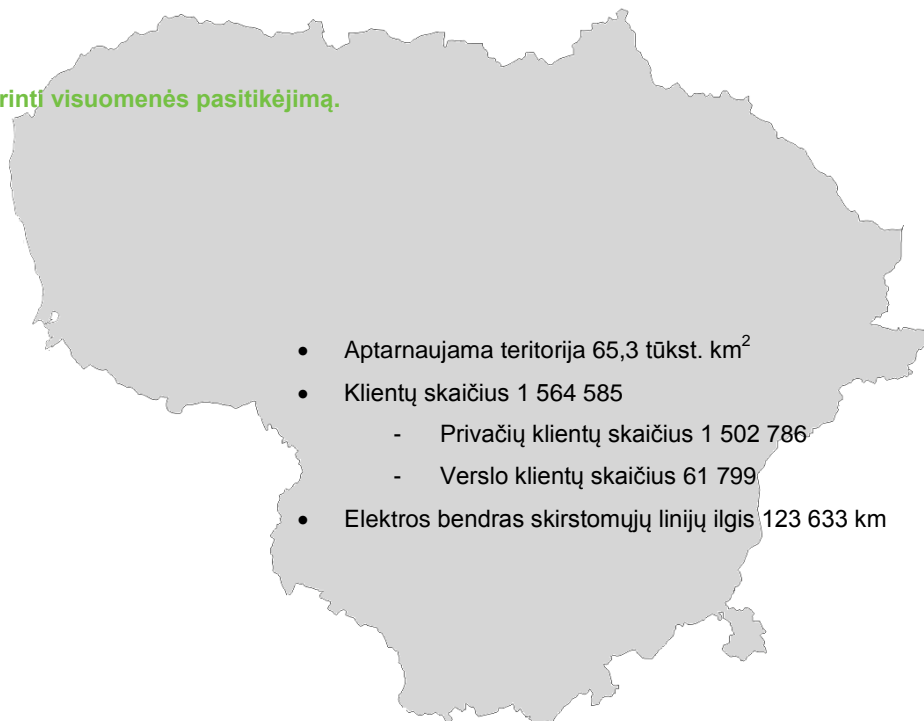 visuomenės pasitikėjimą.
• Aptarnaujama teritorija 65,3 tūkst. km²
• Klientų skaičius 1 564 585
- Privačių klientų skaičius 1 502 786
- Verslo klientų skaičius 61 799
• Elektros bendras skirstomųjų linijų ilgis 123 633 km